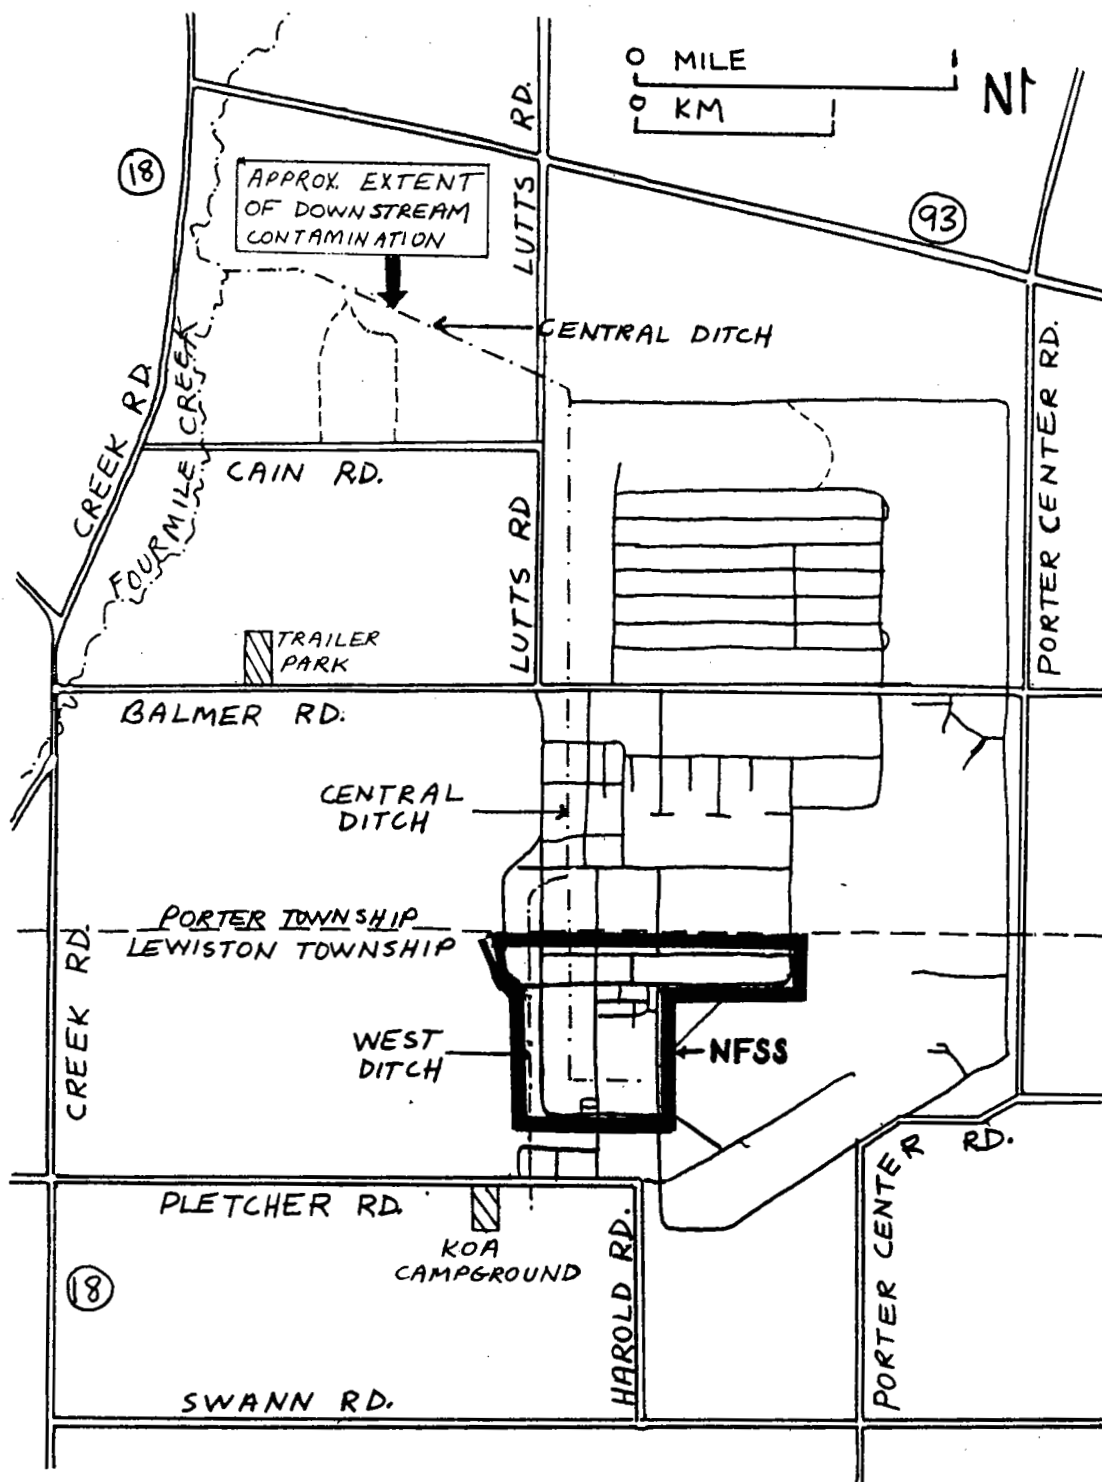 O MILE 1
O KM 1
N
LUTTS RD.
18
APPROX. EXTENT
OF DOWNSTREAM
CONTAMINATION
93
CENTRAL DITCH
CREEK RD.
FOURMILE CREEK
CAIN RD.
LUTTS RD
PORTER CENTER RD.
TRAILER
PARK
BALMER RD.
CENTRAL
DITCH
PORTER TOWNSHIP
LEWISTON TOWNSHIP
CREEK RD.
WEST
DITCH
NFSS
PORTER CENTER RD.
PLETCHER RD.
KOA
CAMPGROUND
18
HAROLD RD.
SWANN RD.